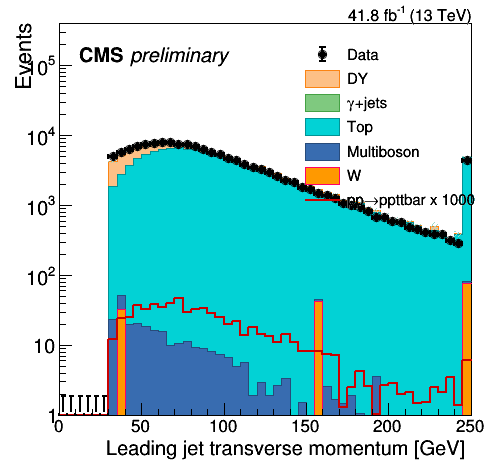 41.8 fb⁻¹ (13 TeV)
Events
CMS preliminary
Data
DY
γ+jets
Top
Multiboson
W
pp→ppttbar x 1000
10⁵
10⁴
10³
10²
10
1
0 50 100 150 200 250
Leading jet transverse momentum [GeV]